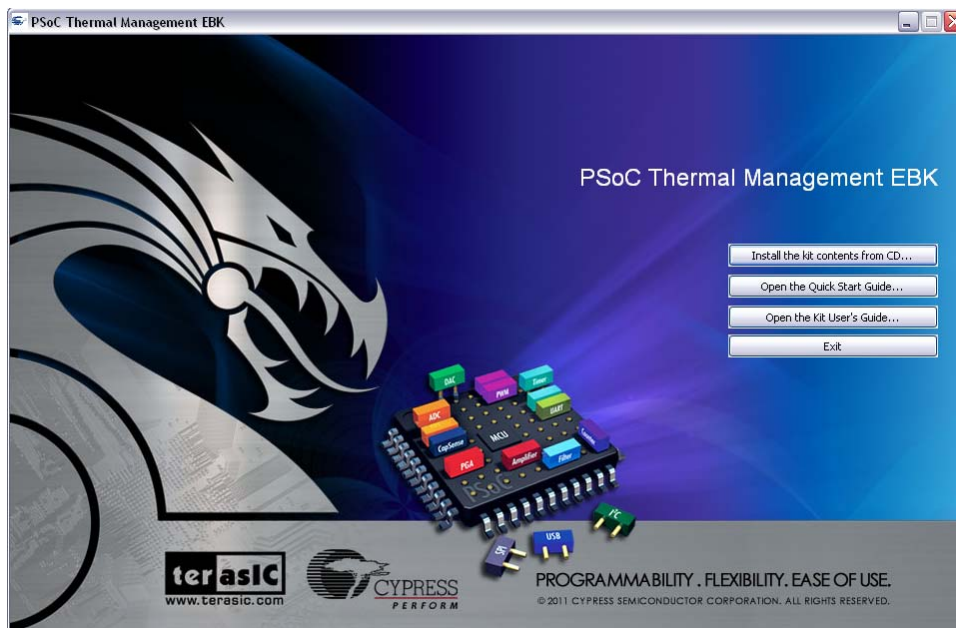 PSoC Thermal Management EBK
PSoC Thermal Management EBK
Install the kit contents from CD...
Open the Quick Start Guide...
Open the Kit User's Guide...
Exit
DAC
PWM
Timer
ADC
UART
CapSense
MCU
PGA
Amplifier
Filter
PSoC
I²C
USB
terasIC
www.terasic.com
CYPRESS
PERFORM
PROGRAMMABILITY . FLEXIBILITY. EASE OF USE.
© 2011 CYPRESS SEMICONDUCTOR CORPORATION. ALL RIGHTS RESERVED.